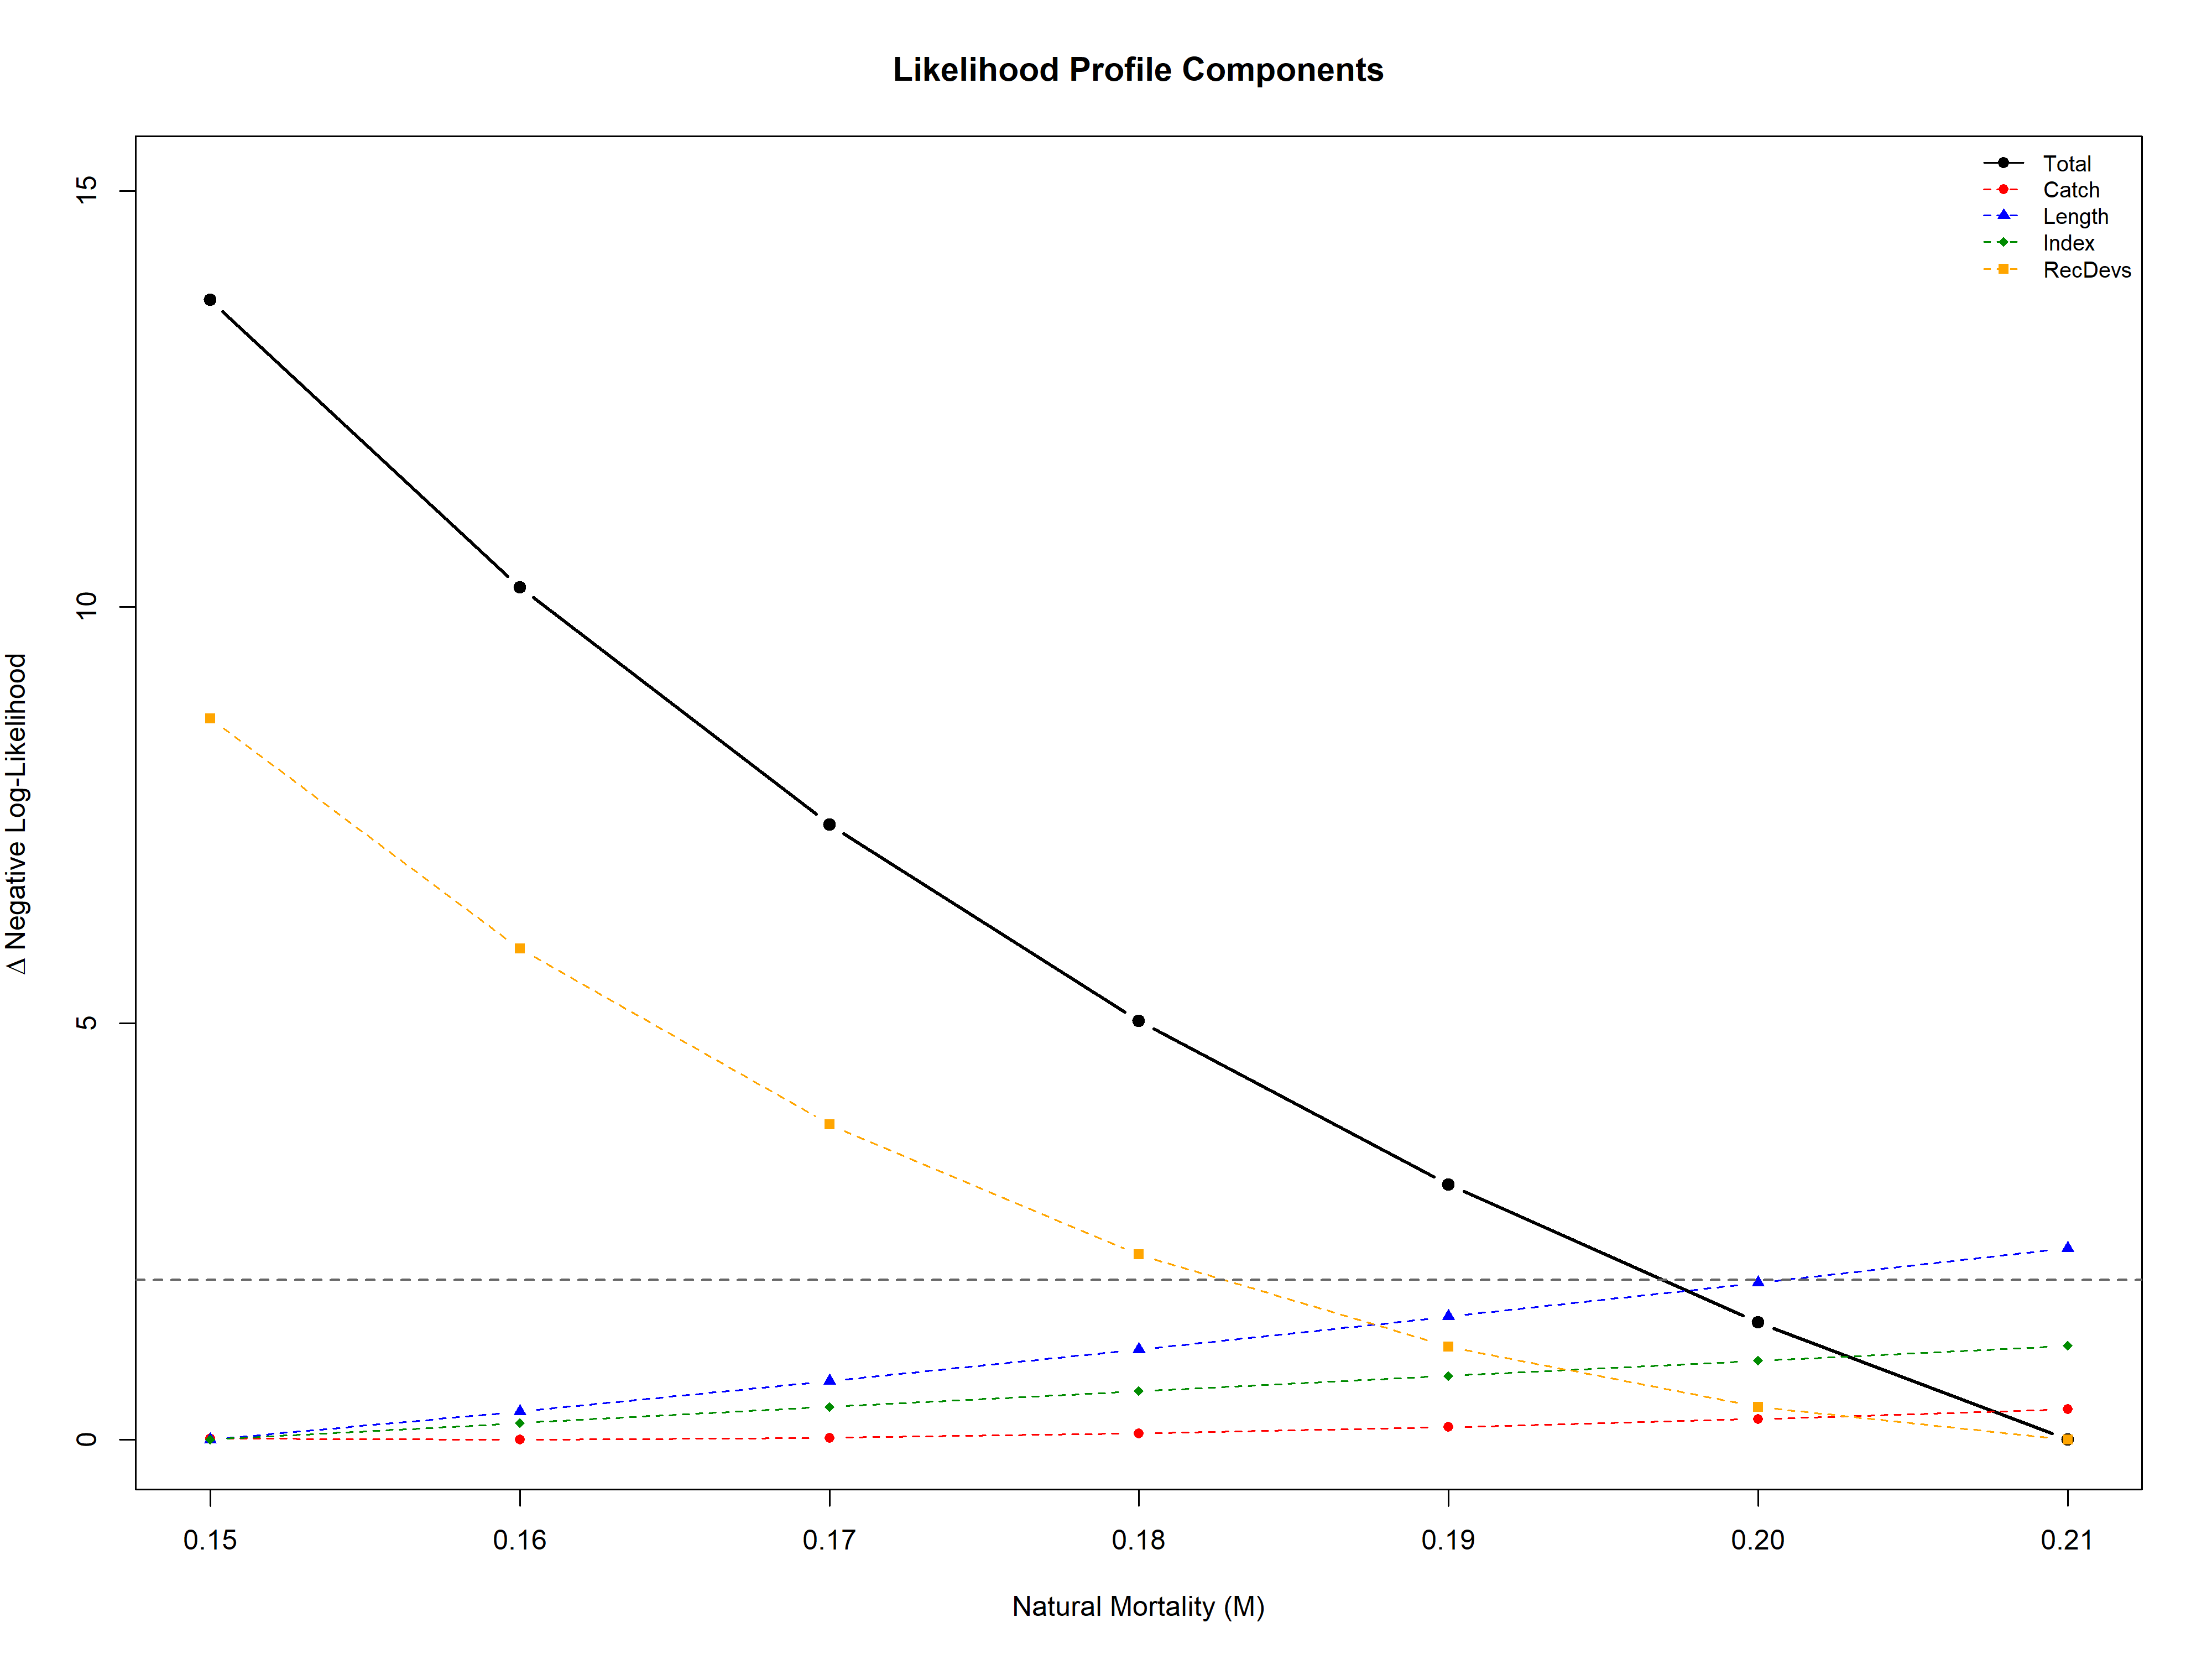 Likelihood Profile Components
Total
Catch
Length
Index
RecDevs
15
10
5
0
Δ Negative Log-Likelihood
0.15 0.16 0.17 0.18 0.19 0.20 0.21
Natural Mortality (M)